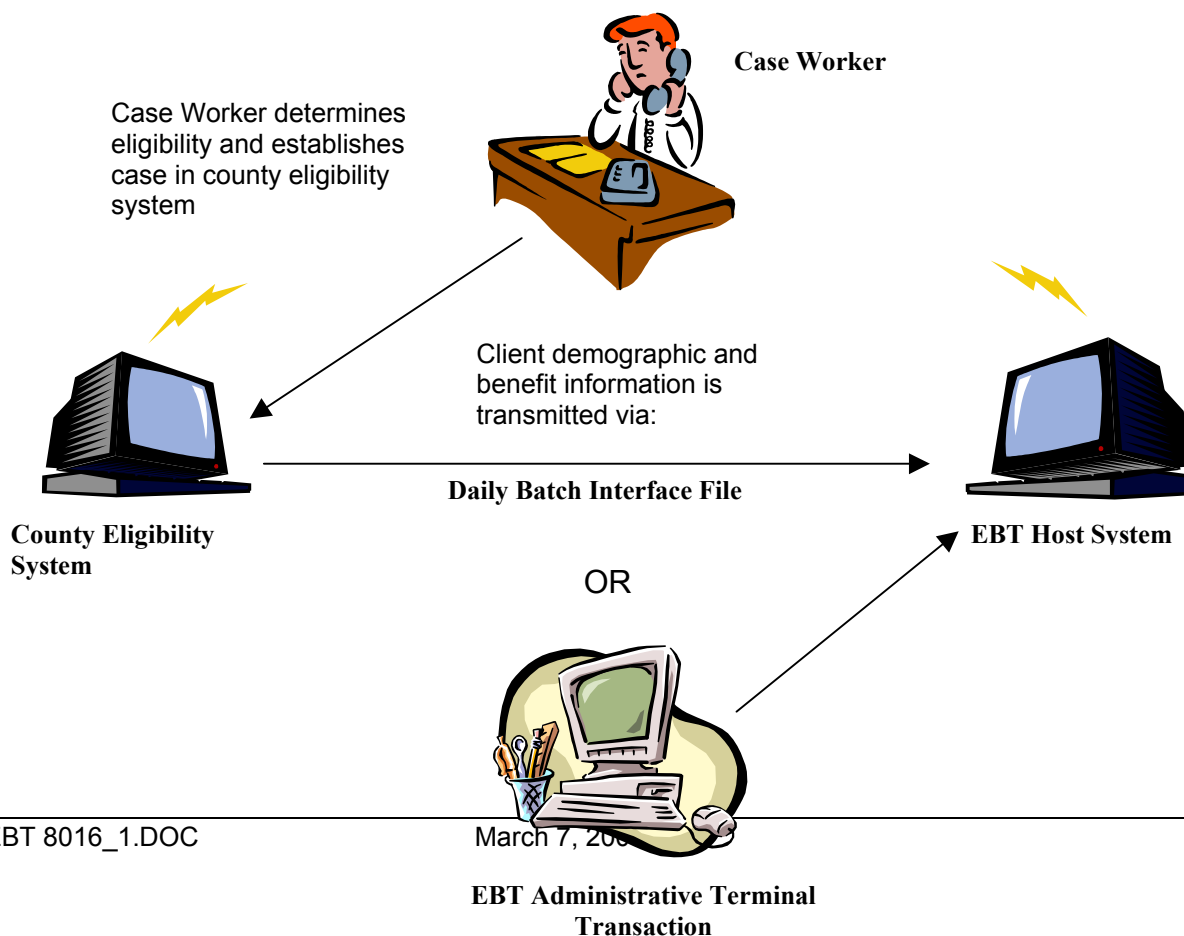 Case Worker
Case Worker determines
eligibility and establishes
case in county eligibility
system
Client demographic and
benefit information is
transmitted via:
Daily Batch Interface File
County Eligibility
System
EBT Host System
OR
BT 8016_1.DOC
March 7,
EBT Administrative Terminal
Transaction